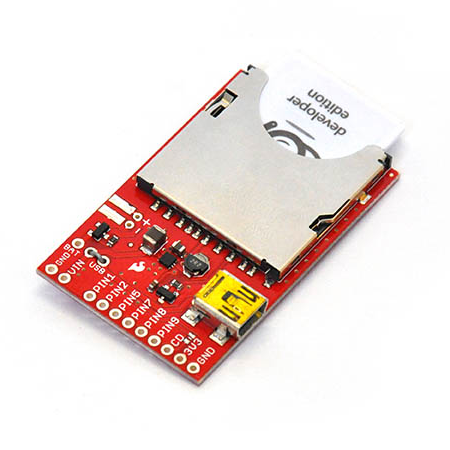 developer
edition
GND
VIN
USB
PIN1
PIN2
PIN5
PIN7
PIN8
PIN9
CD
3V3
GND
- +